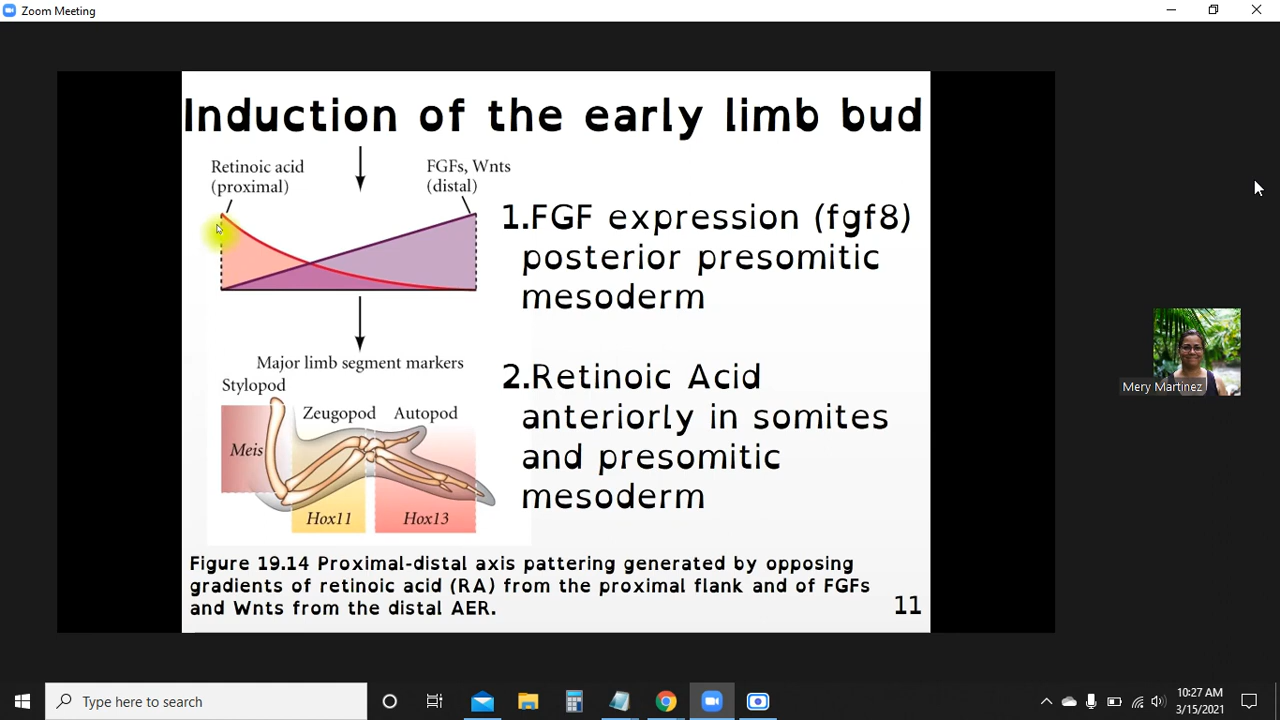 Zoom Meeting
Induction of the early limb bud
Retinoic acid
(proximal)
FGFs, Wnts
(distal)
1.FGF expression (fgf8)
posterior presomitic
mesoderm
2.Retinoic Acid
anteriorly in somites
and presomitic
mesoderm
Major limb segment markers
Stylopod
Zeugopod
Autopod
Meis
Hox11
Hox13
Figure 19.14 Proximal-distal axis pattering generated by opposing
gradients of retinoic acid (RA) from the proximal flank and of FGFs
and Wnts from the distal AER.
11
Mery Martinez
Type here to search
10:27 AM
3/15/2021